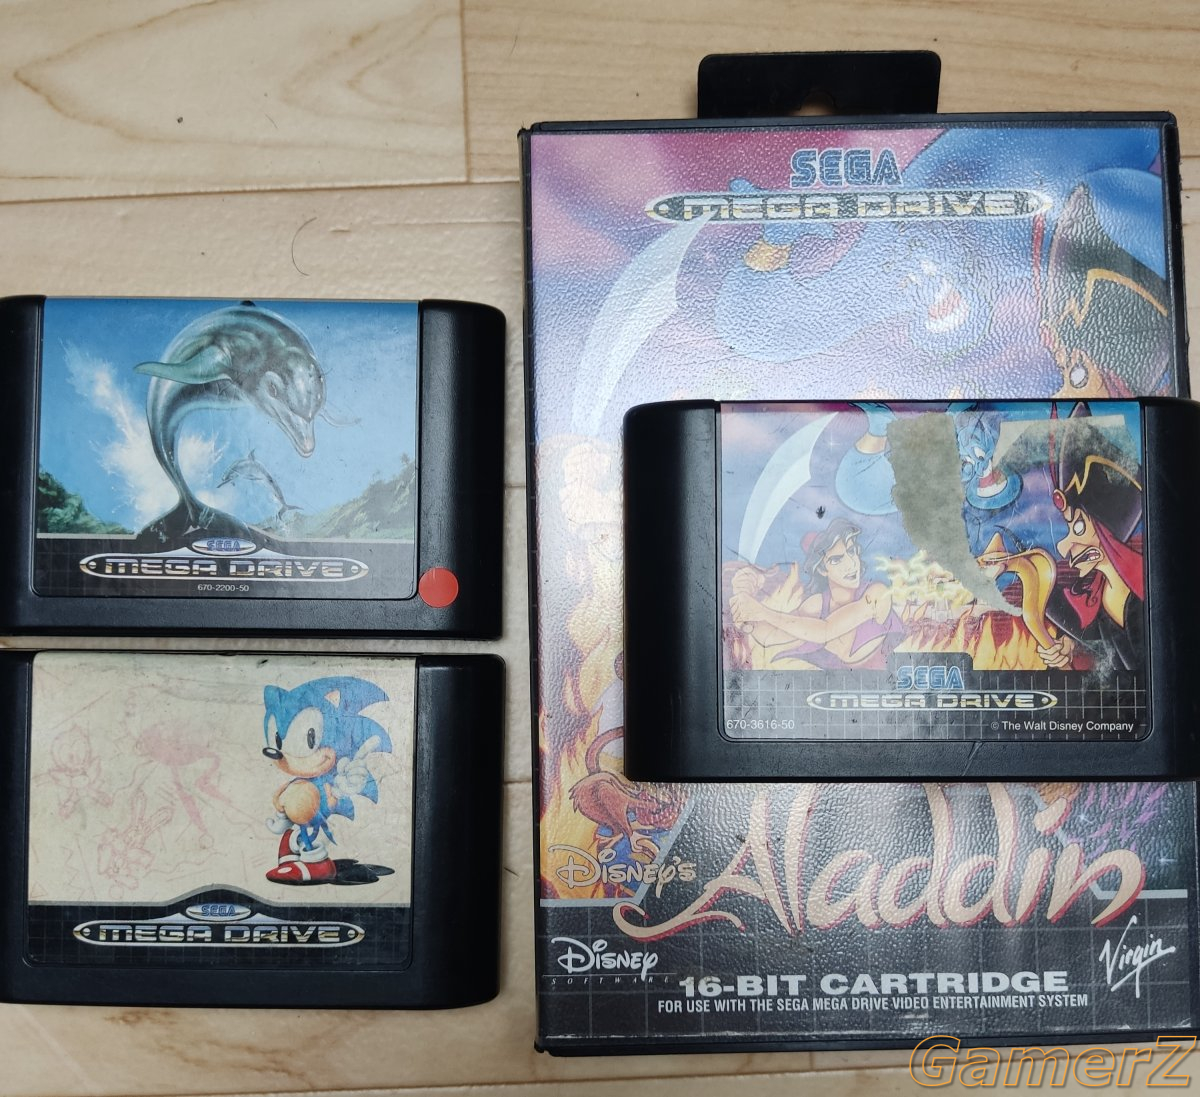 SEGA
MEGA DRIVE
SEGA
MEGA DRIVE
670-2200-50
SEGA
MEGA DRIVE
SEGA
MEGA DRIVE
670-3616-50
© The Walt Disney Company
Disney's
Aladdin
Disney
SOFTWARE
Virgin
16-BIT CARTRIDGE
FOR USE WITH THE SEGA MEGA DRIVE VIDEO ENTERTAINMENT SYSTEM
GamerZ